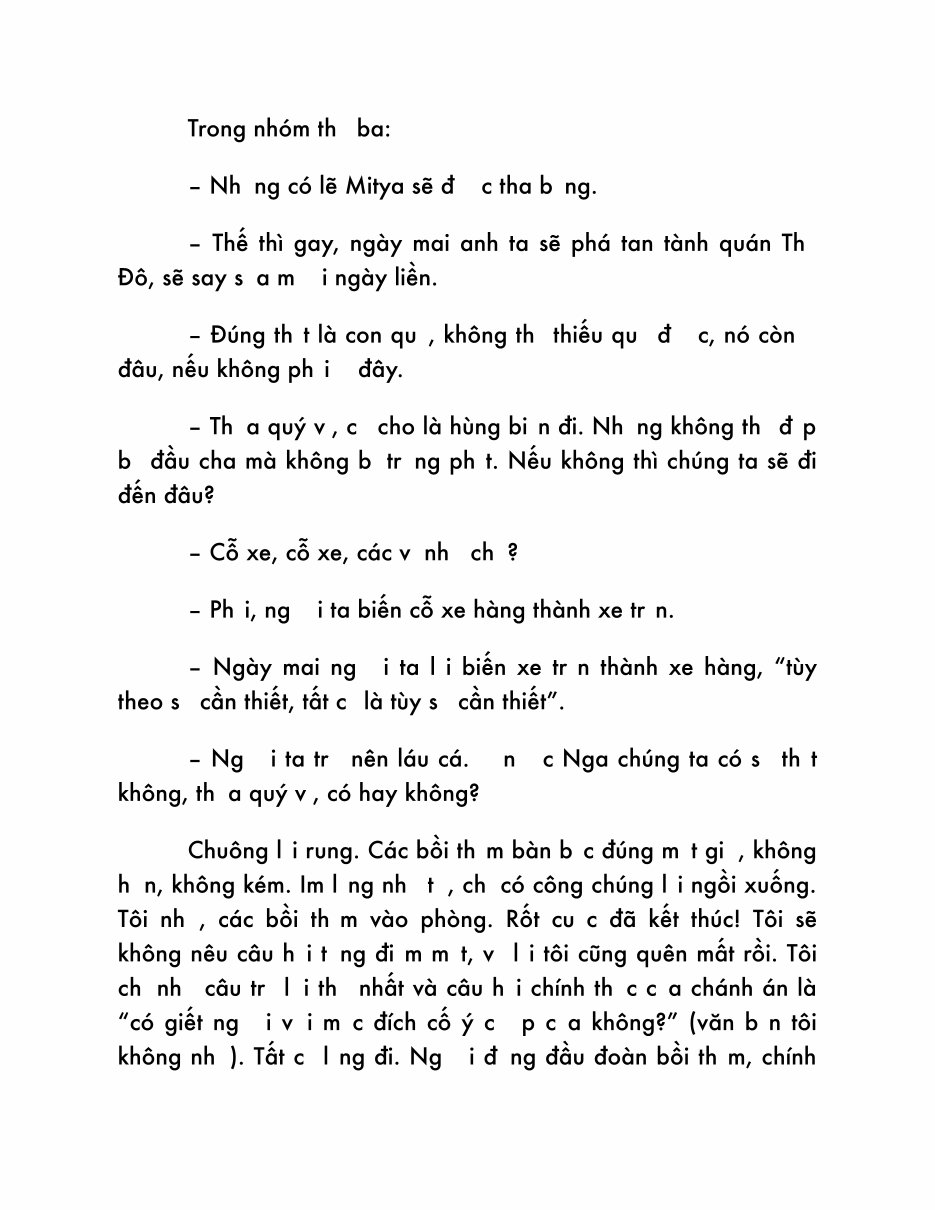 Trong nhóm th ba:
– Nh ng có lẽ Mitya sẽ đ c tha b ng.
– Thế thì gay, ngày mai anh ta sẽ phá tan tành quán Th
Đô, sẽ say s a m i ngày liền.
– Đúng th t là con qu , không th thiếu qu đ c, nó còn
đâu, nếu không ph i đây.
– Th a quý v , c cho là hùng bi n đi. Nh ng không th đ p
b đầu cha mà không b tr ng ph t. Nếu không thì chúng ta sẽ đi
đến đâu?
– Cỗ xe, cỗ xe, các v nh ch ?
– Ph i, ng i ta biến cỗ xe hàng thành xe tr n.
– Ngày mai ng i ta l i biến xe tr n thành xe hàng, “tùy
theo s cần thiết, tất c là tùy s cần thiết”.
– Ng i ta tr nên láu cá. n c Nga chúng ta có s th t
không, th a quý v , có hay không?
Chuông l i rung. Các bồi th m bàn b c đúng m t gi , không
h n, không kém. Im l ng nh t , ch có công chúng l i ngồi xuống.
Tôi nh , các bồi th m vào phòng. Rốt cu c đã kết thúc! Tôi sẽ
không nêu câu h i t ng đi m m t, v l i tôi cũng quên mất rồi. Tôi
ch nh câu tr l i th nhất và câu h i chính th c c a chánh án là
“có giết ng i v i m c đích cố ý c p c a không?” (văn b n tôi
không nh ). Tất c l ng đi. Ng i đ ng đầu đoàn bồi th m, chính